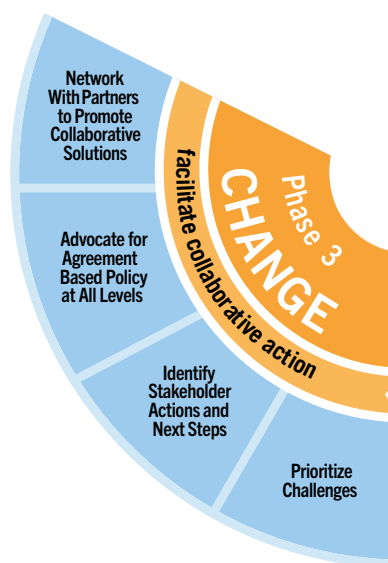 Network
With Partners
to Promote
Collaborative
Solutions
Advocate for
Agreement
Based Policy
at All Levels
Identify
Stakeholder
Actions and
Next Steps
Prioritize
Challenges
facilitate collaborative action
Phase 3
CHANGE